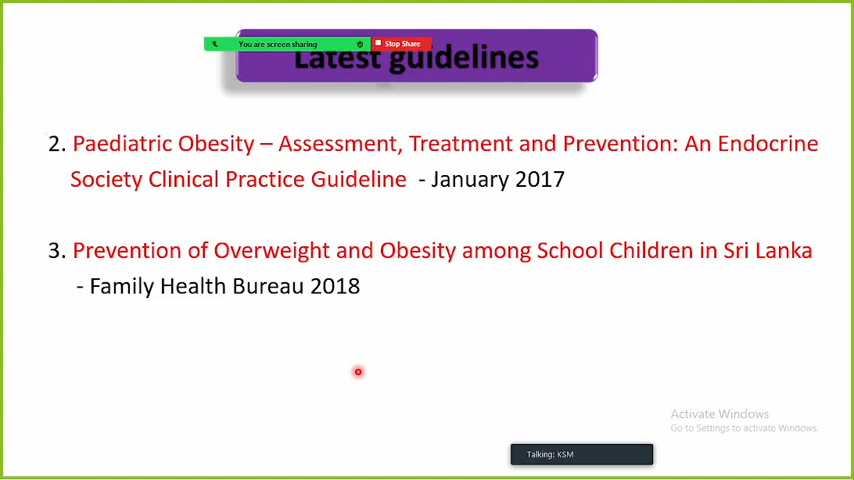 You are screen sharing Stop Share
Latest guidelines
2. Paediatric Obesity – Assessment, Treatment and Prevention: An Endocrine
Society Clinical Practice Guideline - January 2017
3. Prevention of Overweight and Obesity among School Children in Sri Lanka
- Family Health Bureau 2018
Activate Windows
Go to Settings to activate Windows.
Talking: KSM